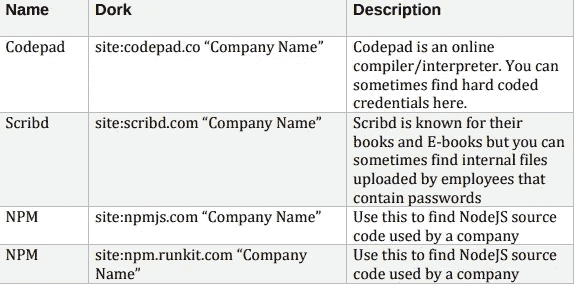 Name Dork Description
Codepad site:codepad.co “Company Name” Codepad is an online
compiler/interpreter. You can
sometimes find hard coded
credentials here.
Scribd site:scribd.com “Company Name” Scribd is known for their
books and E-books but you can
sometimes find internal files
uploaded by employees that
contain passwords
NPM site:npmjs.com “Company Name” Use this to find NodeJS source
code used by a company
NPM site:npm.runkit.com “Company Use this to find NodeJS source
Name” code used by a company